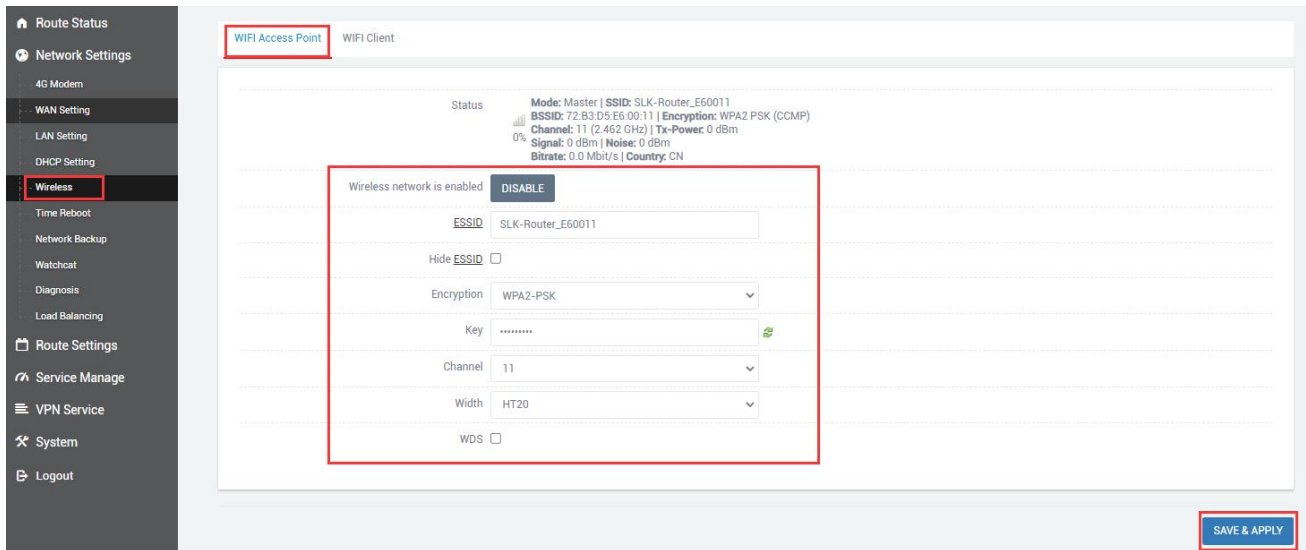 Route Status
Network Settings
4G Modem
WAN Setting
LAN Setting
DHCP Setting
Wireless
Time Reboot
Network Backup
Watchcat
Diagnosis
Load Balancing
Route Settings
Service Manage
VPN Service
System
Logout
WIFI Access Point WIFI Client
Status
0%
Mode: Master | SSID: SLK-Router_E60011
BSSID: 72:B3:D5:E6:00:11 | Encryption: WPA2 PSK (CCMP)
Channel: 11 (2.462 GHz) | Tx-Power: 0 dBm
Signal: 0 dBm | Noise: 0 dBm
Bitrate: 0.0 Mbit/s | Country: CN
Wireless network is enabled DISABLE
ESSID SLK-Router_E60011
Hide ESSID
Encryption WPA2-PSK
Key •••••••••
Channel 11
Width HT20
WDS
SAVE & APPLY